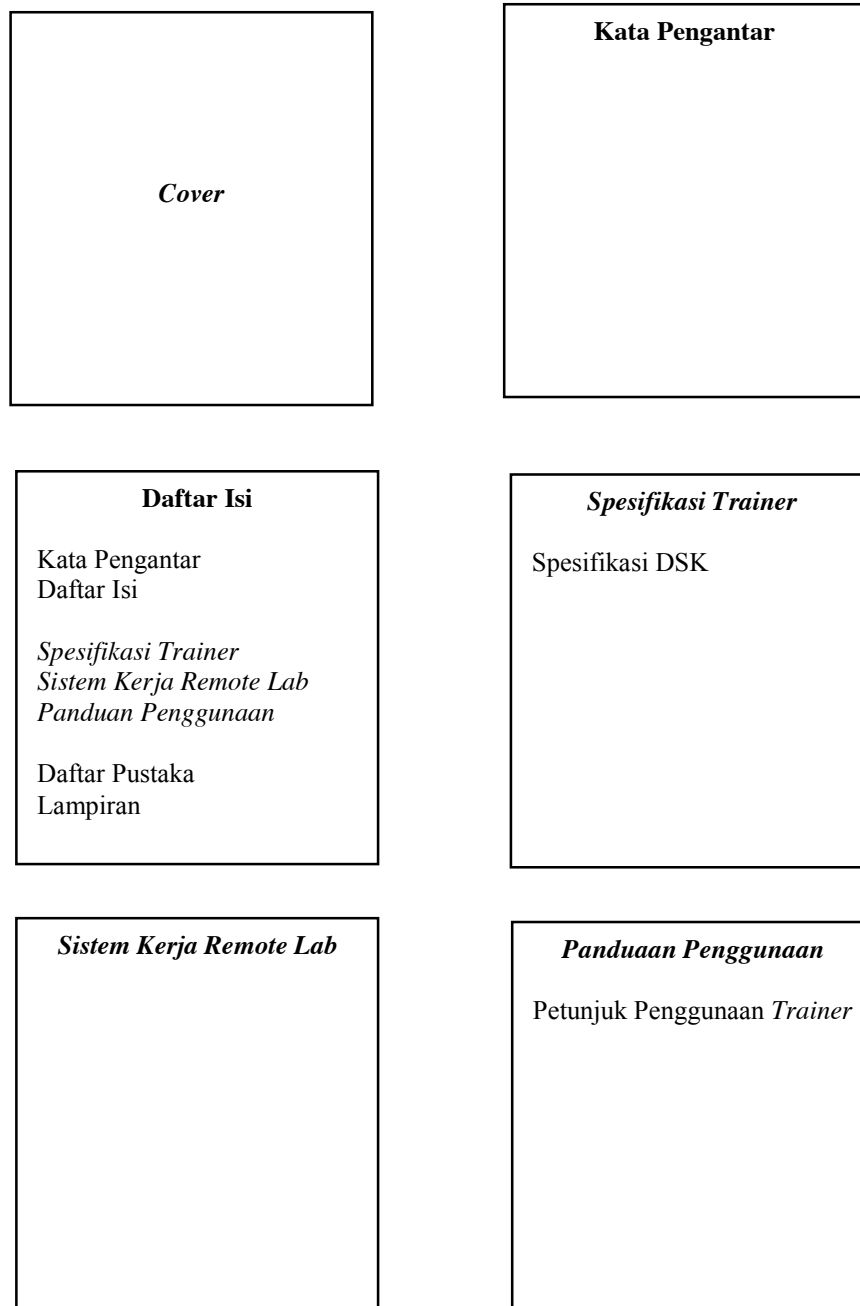 Cover
Kata Pengantar
Daftar Isi
Kata Pengantar
Daftar Isi
Spesifikasi Trainer
Sistem Kerja Remote Lab
Panduan Penggunaan
Daftar Pustaka
Lampiran
Spesifikasi Trainer
Spesifikasi DSK
Sistem Kerja Remote Lab
Panduaan Penggunaan
Petunjuk Penggunaan Trainer